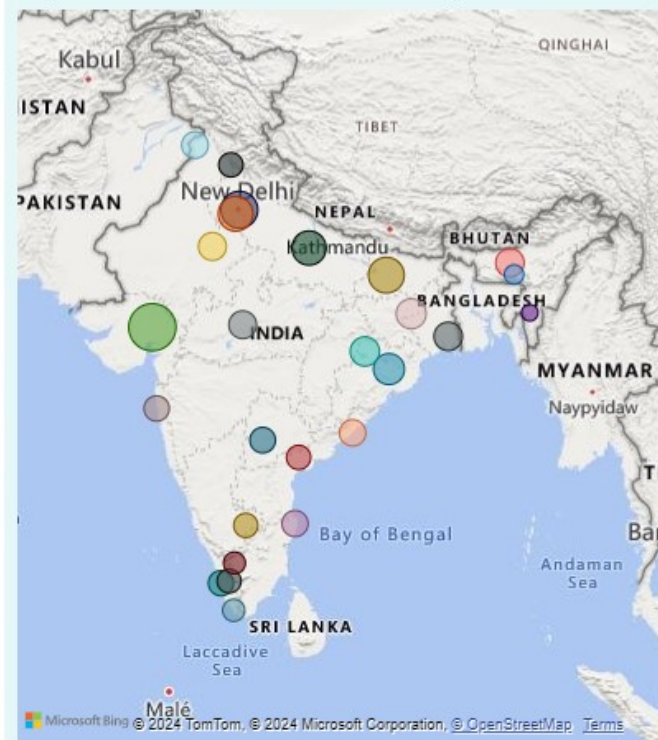 QINGHAI
Kabul
ISTAN
TIBET
New Delhi
PAKISTAN
NEPAL
BHUTAN
Kathmandu
BANGLADESH
INDIA
MYANMAR
Naypyidaw
T
Bay of Bengal
Ba
Andaman
Sea
SRI LANKA
Laccadive
Sea
Malé
Microsoft Bing © 2024 TomTom, © 2024 Microsoft Corporation, © OpenStreetMap Terms